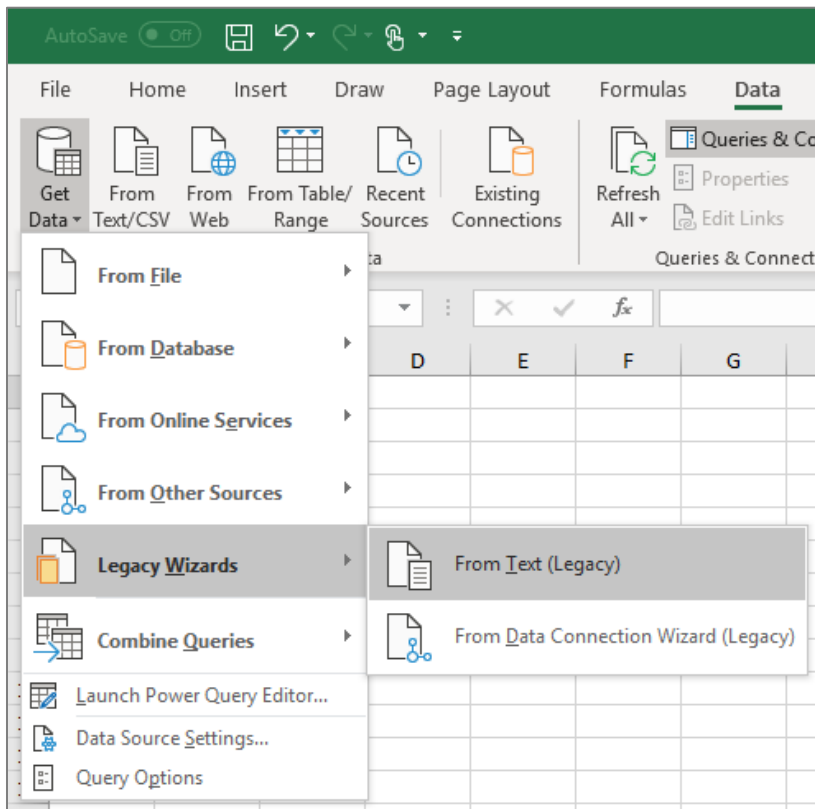 AutoSave Off
File Home Insert Draw Page Layout Formulas Data
Get Data
From Text/CSV
From Web
From Table/ Range
Recent Sources
Existing Connections
Refresh All
Queries & Co
Properties
Edit Links
ta
Queries & Connect
fx
D E F G
From File
From Database
From Online Services
From Other Sources
Legacy Wizards
From Text (Legacy)
From Data Connection Wizard (Legacy)
Combine Queries
Launch Power Query Editor...
Data Source Settings...
Query Options